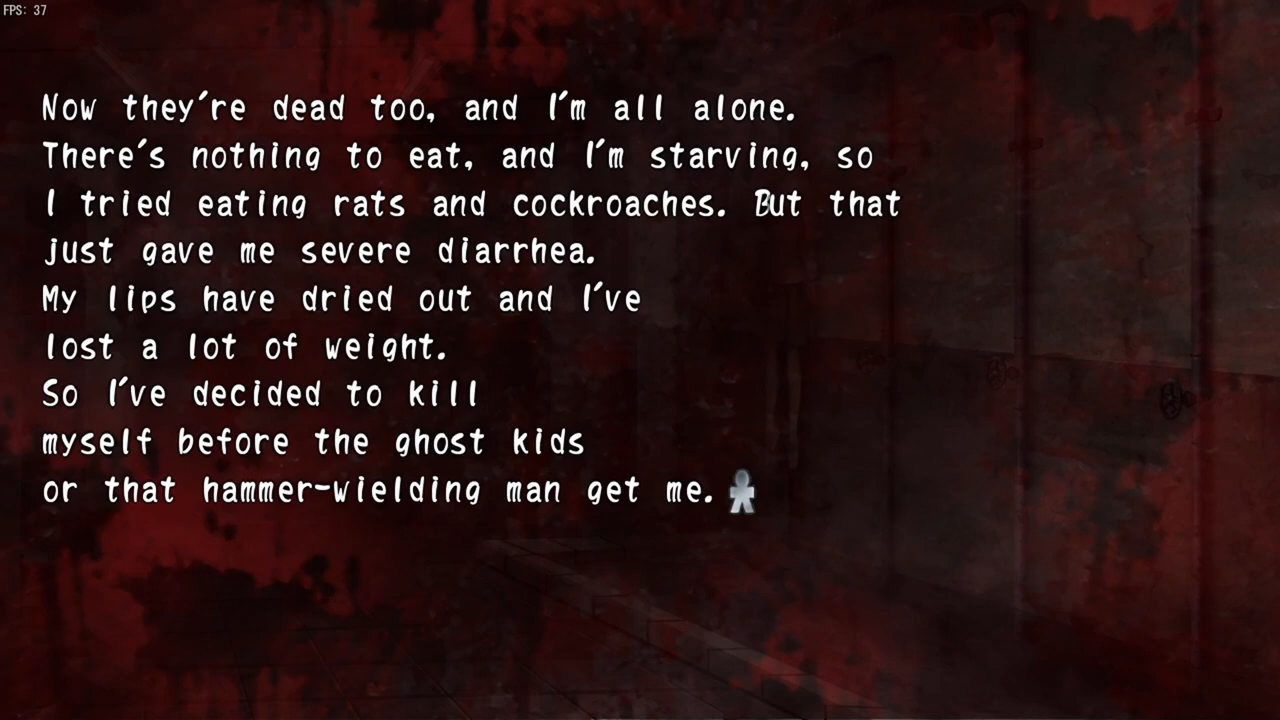 FPS: 37
Now they're dead too, and I'm all alone.
There's nothing to eat, and I'm starving, so
I tried eating rats and cockroaches. But that
just gave me severe diarrhea.
My lips have dried out and I've
lost a lot of weight.
So I've decided to kill
myself before the ghost kids
or that hammer-wielding man get me.